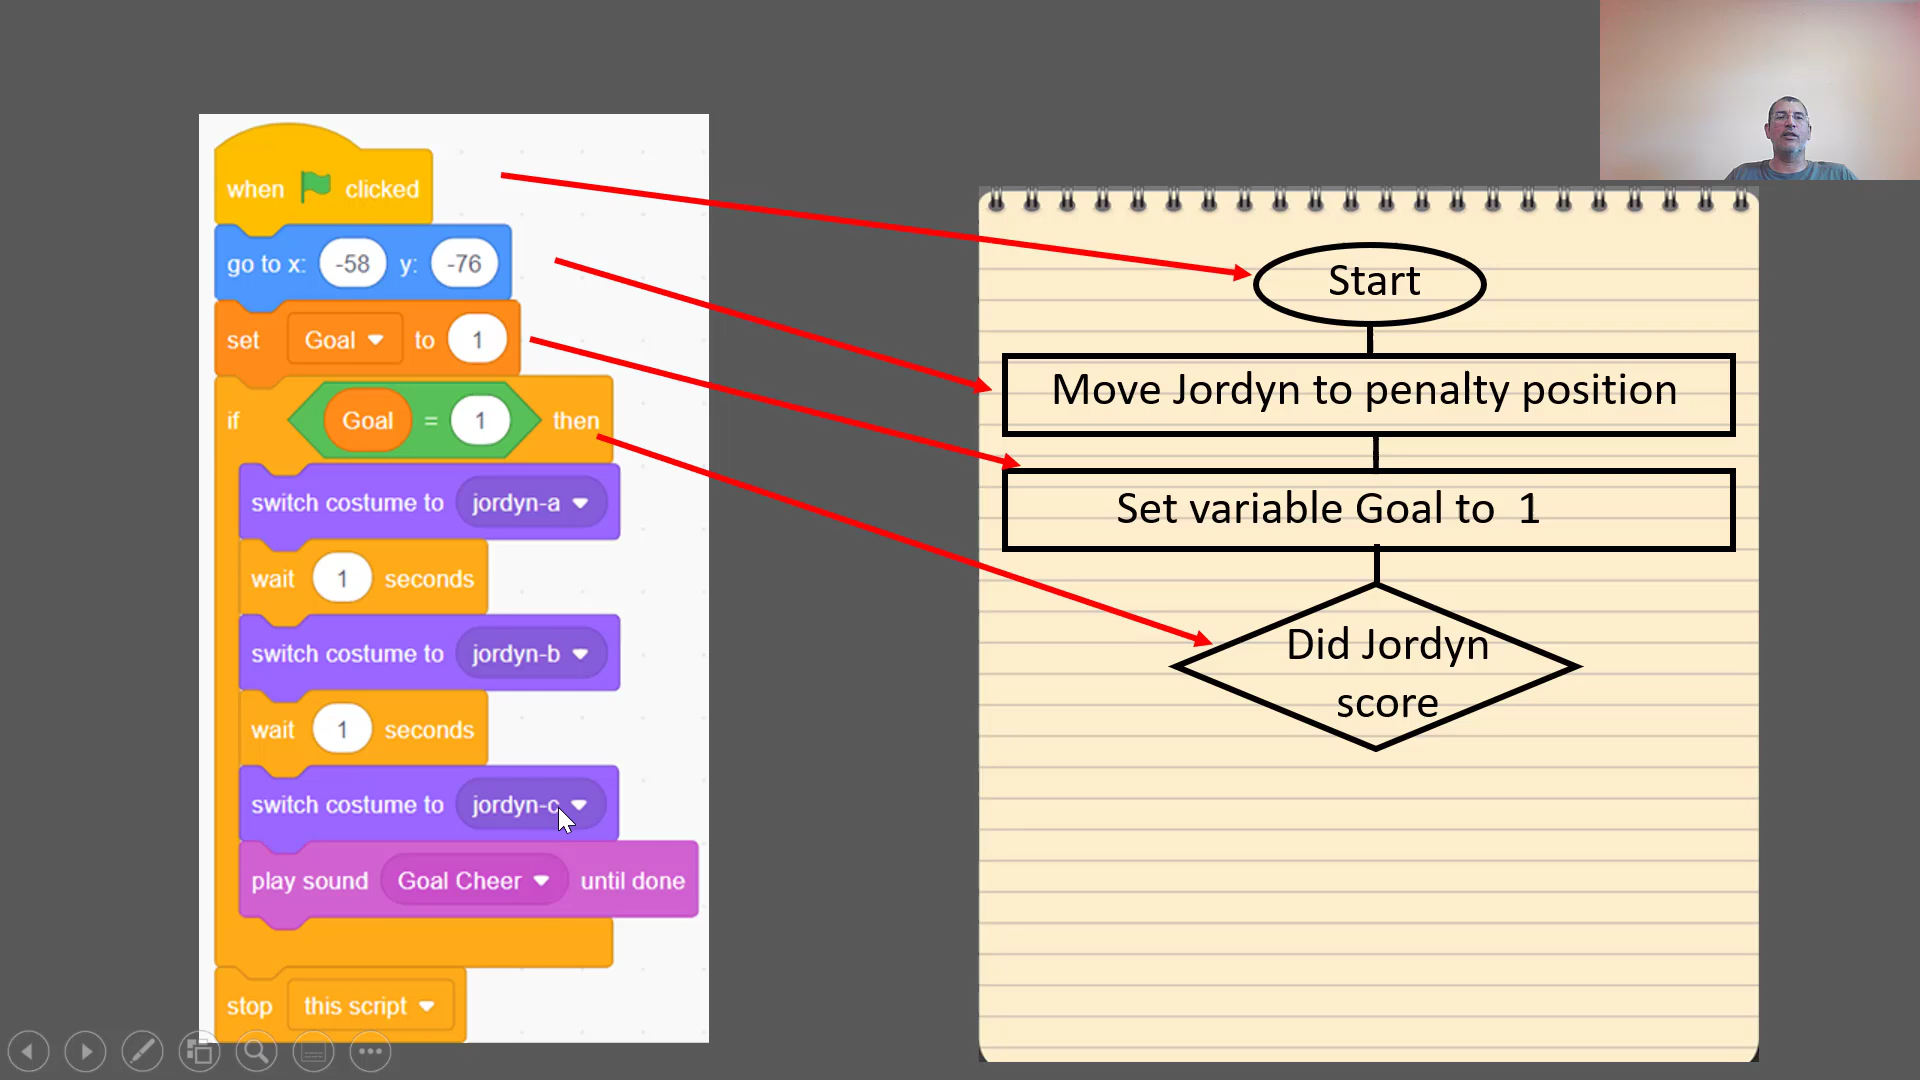 when clicked
go to x: -58 y: -76
set Goal to 1
if Goal = 1 then
switch costume to jordyn-a
wait 1 seconds
switch costume to jordyn-b
wait 1 seconds
switch costume to jordyn-c
play sound Goal Cheer until done
stop this script
Start
Move Jordyn to penalty position
Set variable Goal to 1
Did Jordyn
score